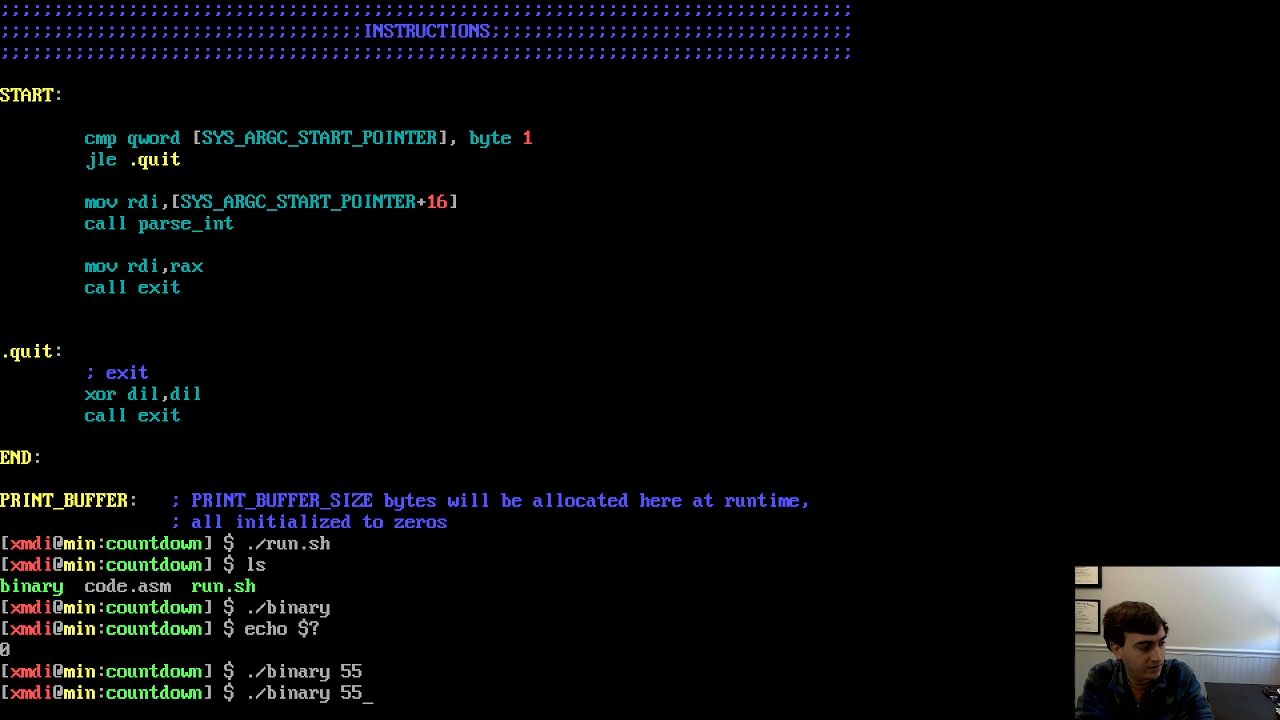 ;;;;;;;;;;;;;;;;;;;;;;;;;;;;;;;;;;;;;;;;;;;;;;;;;;;;;;;;;;;;;;;;;;;;;;;;;;;;;;;;
;;;;;;;;;;;;;;;;;;;;;;;;;;;;;;;;;;INSTRUCTIONS;;;;;;;;;;;;;;;;;;;;;;;;;;;;;;;;;;
;;;;;;;;;;;;;;;;;;;;;;;;;;;;;;;;;;;;;;;;;;;;;;;;;;;;;;;;;;;;;;;;;;;;;;;;;;;;;;;;
START:
cmp qword [SYS_ARGC_START_POINTER], byte 1
jle .quit
mov rdi,[SYS_ARGC_START_POINTER+16]
call parse_int
mov rdi,rax
call exit
.quit:
; exit
xor dil,dil
call exit
END:
PRINT_BUFFER: ; PRINT_BUFFER_SIZE bytes will be allocated here at runtime,
; all initialized to zeros
[xmdi@min:countdown] $ ./run.sh
[xmdi@min:countdown] $ ls
binary code.asm run.sh
[xmdi@min:countdown] $ ./binary
[xmdi@min:countdown] $ echo $?
0
[xmdi@min:countdown] $ ./binary 55
[xmdi@min:countdown] $ ./binary 55_